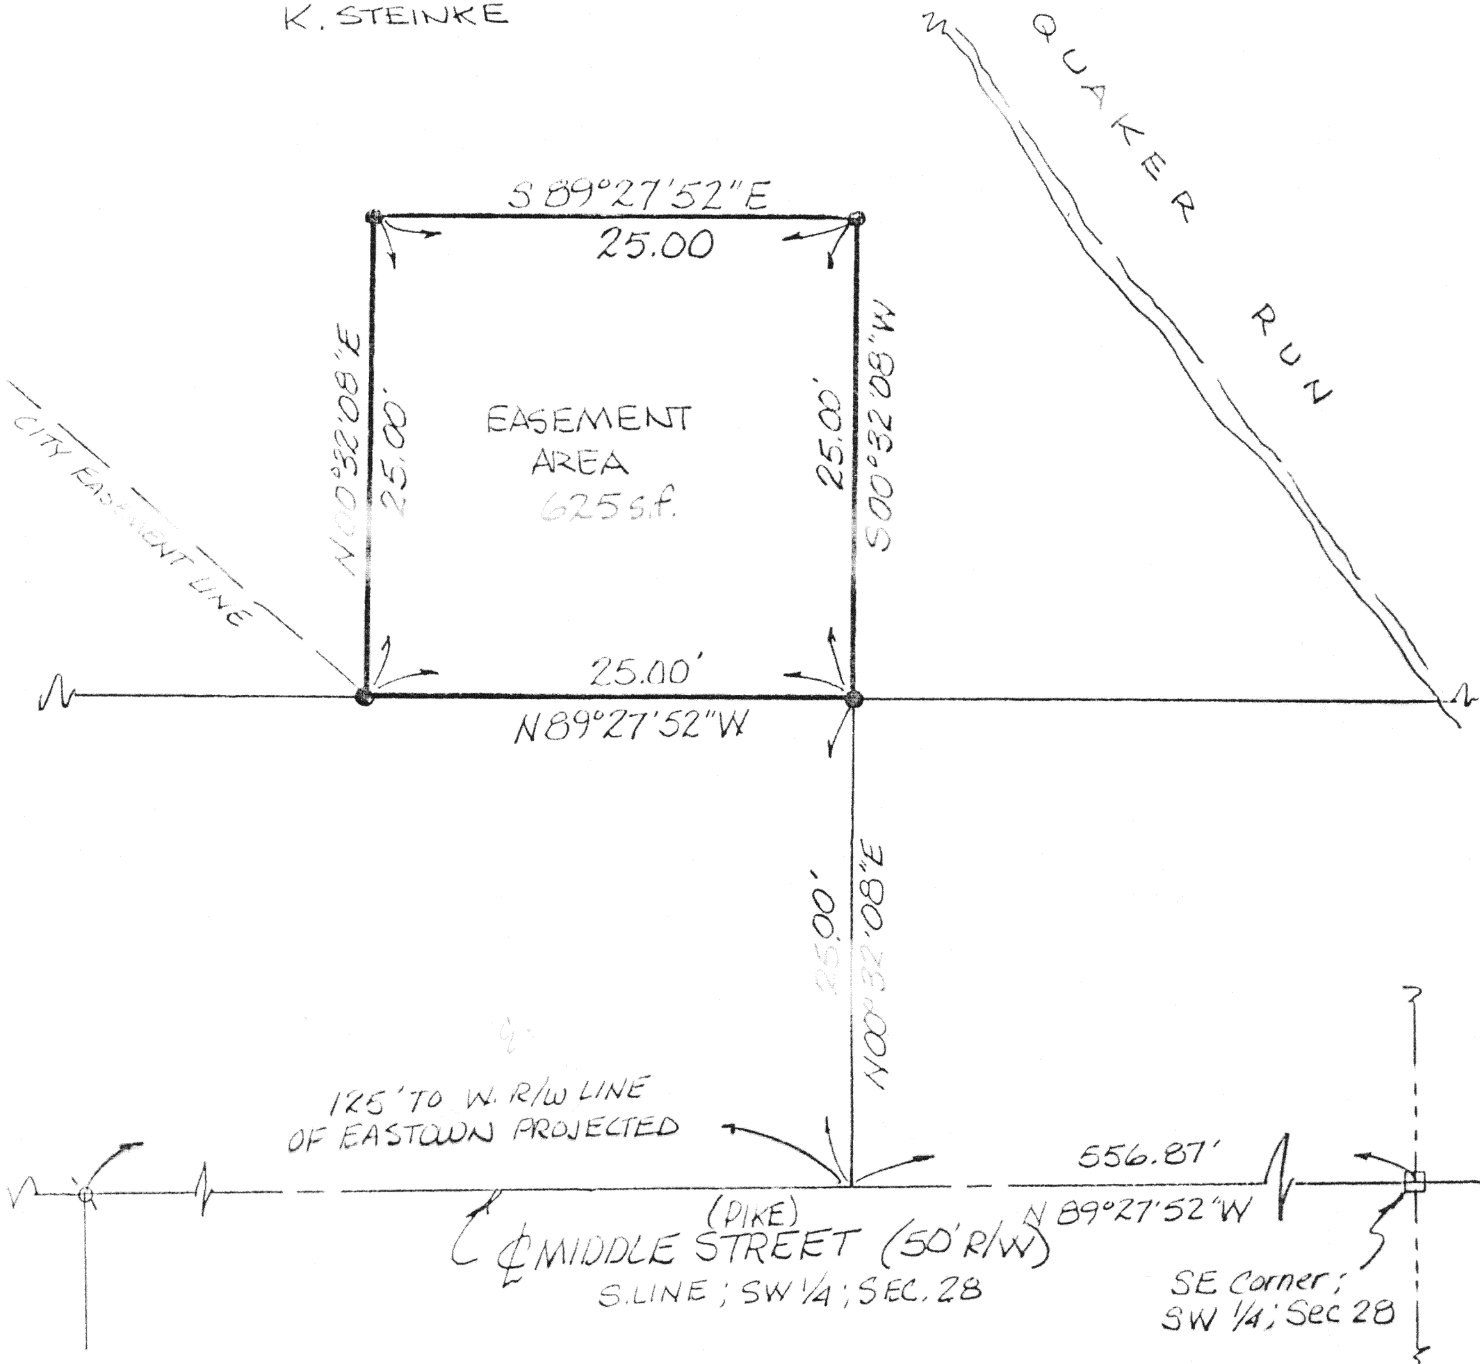 K. STEINKE
QUAKER RUN
S 89°27'52"E
25.00
N00°32'08"E
25.00'
EASEMENT
AREA
625 s.f.
25.00'
S00°32'08"W
CITY EASEMENT LINE
25.00'
N89°27'52"W
25.00'
N00°32'08"E
125' TO W. R/W LINE
OF EASTOWN PROJECTED
556.87'
N 89°27'52"W
(PIKE)
℄ MIDDLE STREET (50' R/W)
S.LINE ; SW 1/4 ; SEC. 28
SE Corner ;
SW 1/4 ; Sec 28